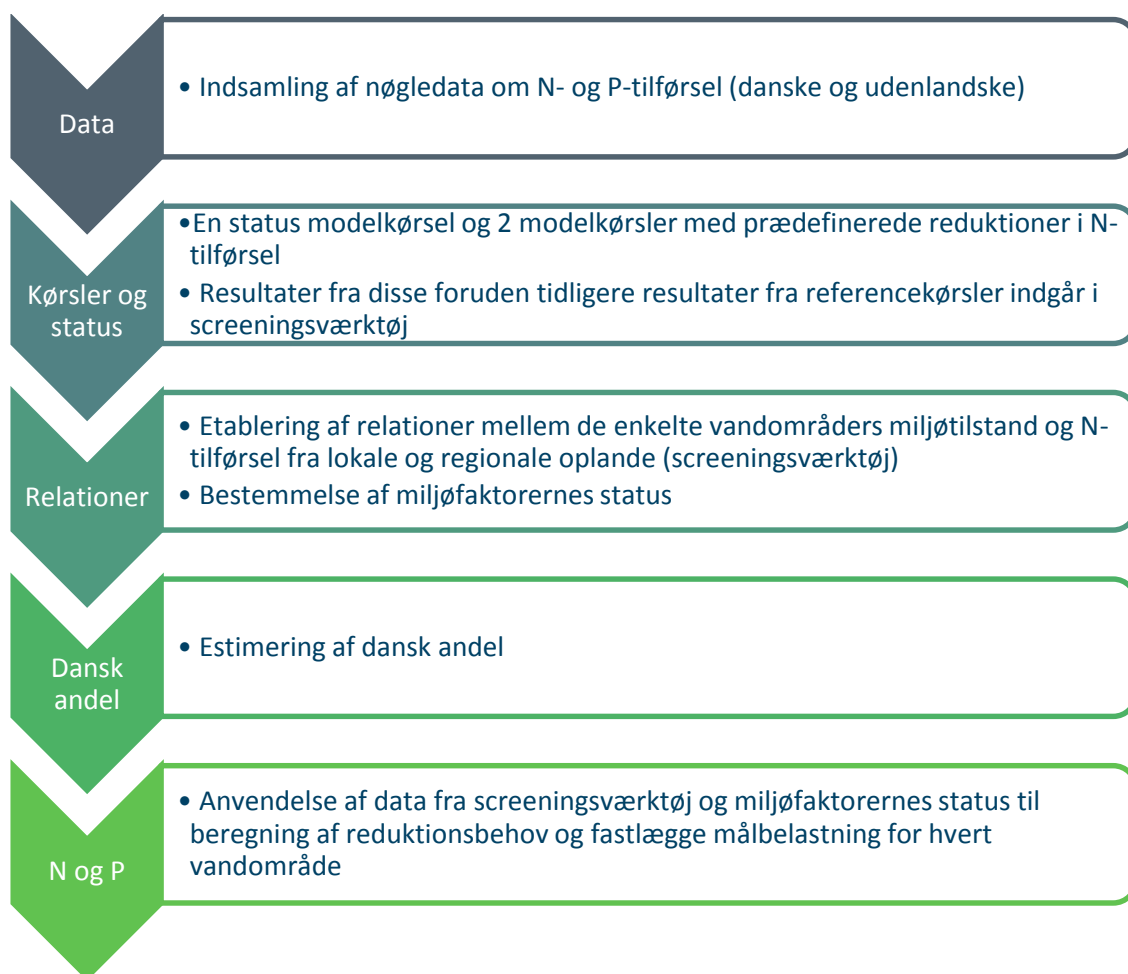 Data
• Indsamling af nøgledata om N- og P-tilførsel (danske og udenlandske)
Kørsler og
status
•En status modelkørsel og 2 modelkørsler med prædefinerede reduktioner i N-
tilførsel
• Resultater fra disse foruden tidligere resultater fra referencekørsler indgår i
screeningsværktøj
Relationer
• Etablering af relationer mellem de enkelte vandområders miljøtilstand og N-
tilførsel fra lokale og regionale oplande (screeningsværktøj)
• Bestemmelse af miljøfaktorernes status
Dansk
andel
• Estimering af dansk andel
N og P
• Anvendelse af data fra screeningsværktøj og miljøfaktorernes status til
beregning af reduktionsbehov og fastlægge målbelastning for hvert
vandområde